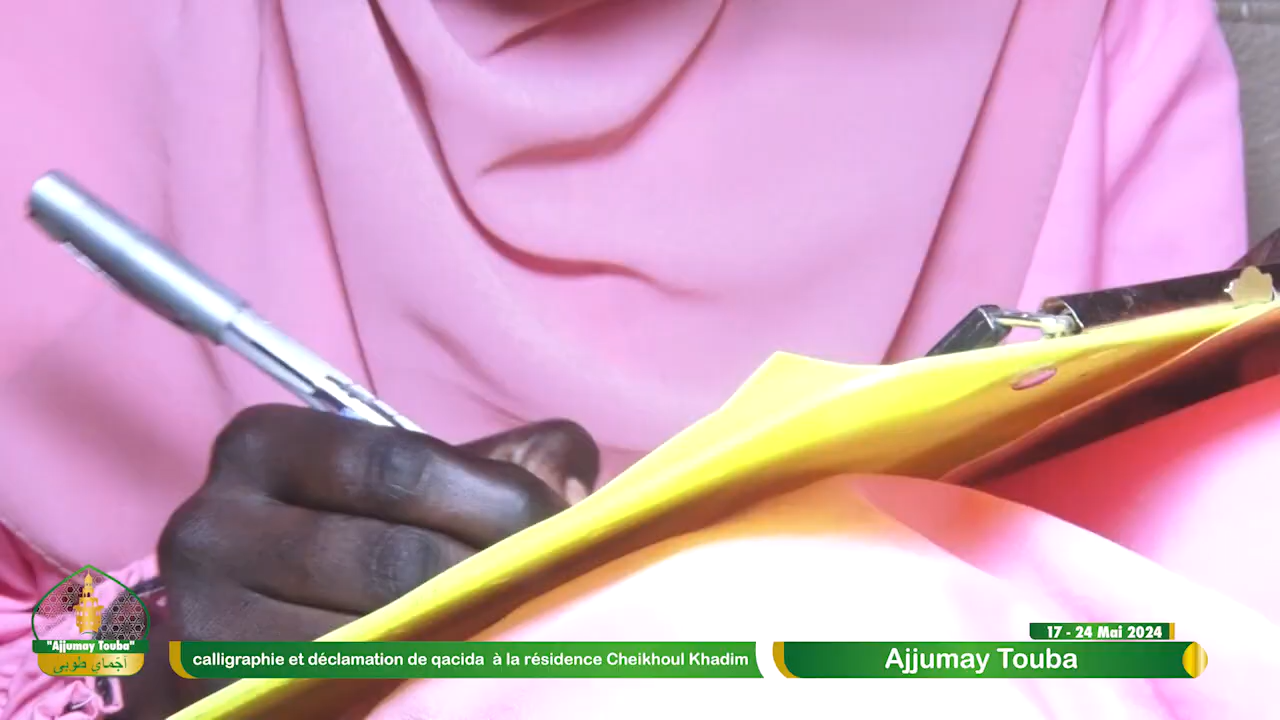 17 - 24 Mai 2024
"Ajjumay Touba"
أجماي طوبى
calligraphie et déclamation de qacida à la résidence Cheikhoul Khadim
Ajjumay Touba